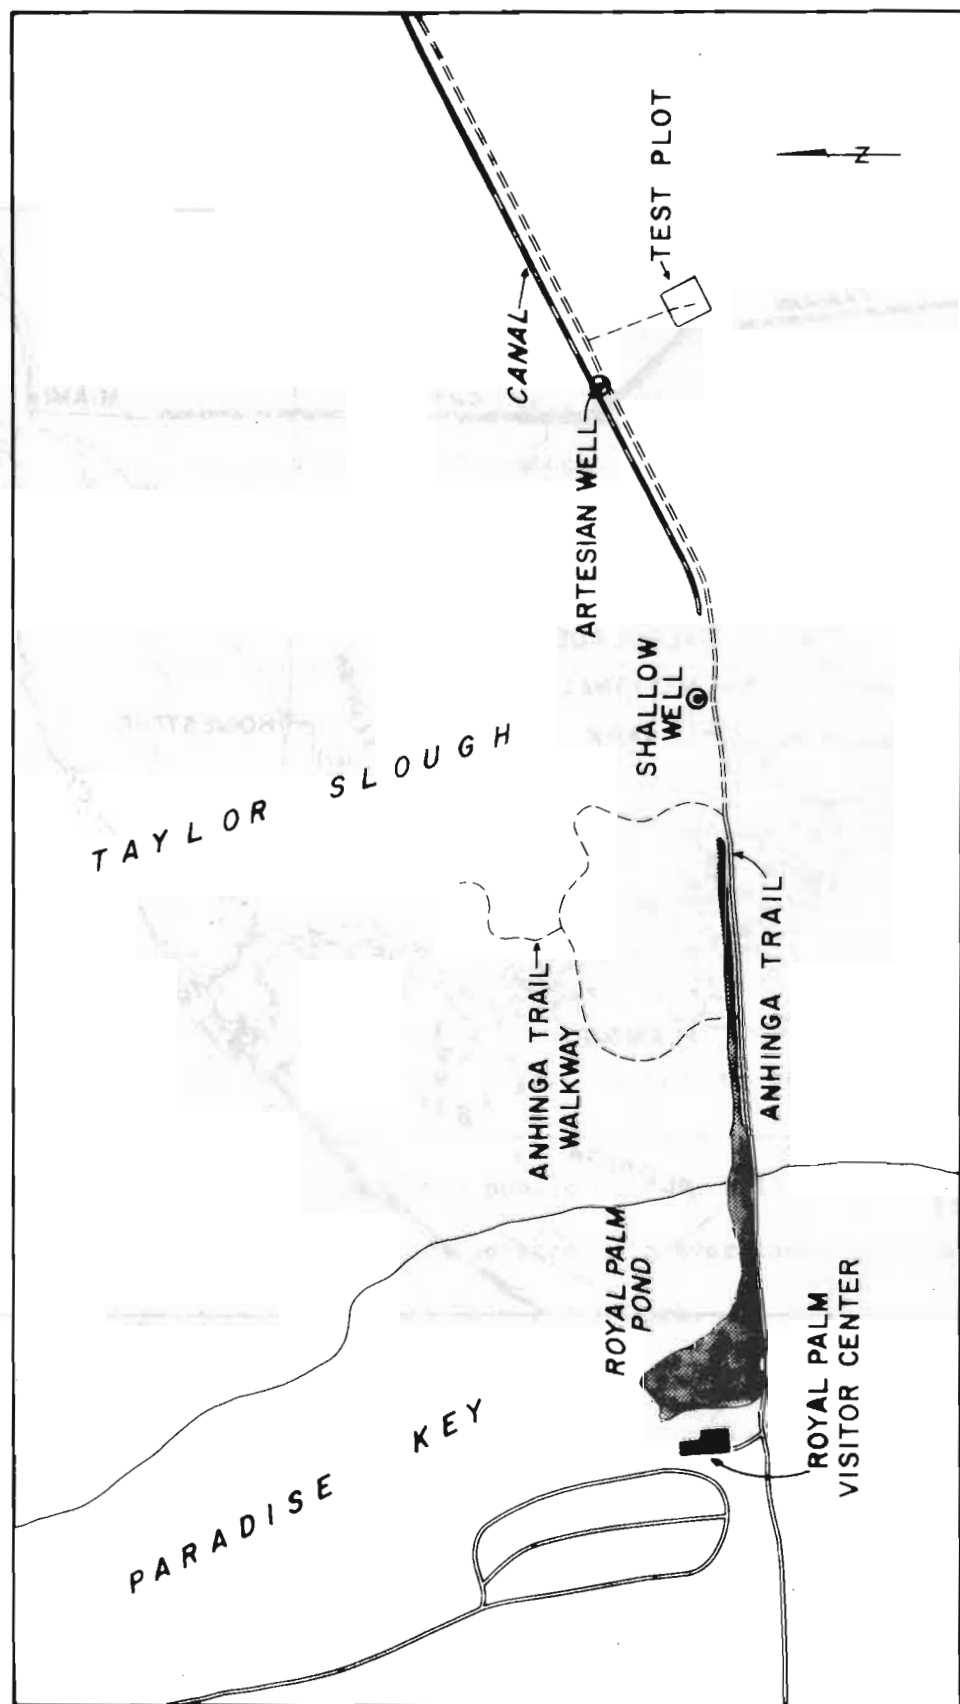 TEST PLOT
N
CANAL
ARTESIAN WELL
SHALLOW
WELL
TAYLOR SLOUGH
ANHINGA TRAIL
WALKWAY
ANHINGA TRAIL
ROYAL PALM
POND
PARADISE KEY
ROYAL PALM
VISITOR CENTER